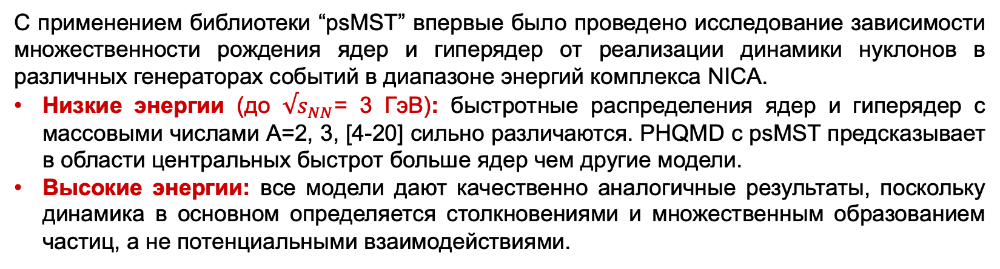 С применением библиотеки “psMST” впервые было проведено исследование зависимости
множественности рождения ядер и гиперядер от реализации динамики нуклонов в
различных генераторах событий в диапазоне энергий комплекса NICA.
• Низкие энергии (до √s_NN= 3 ГэВ): быстротные распределения ядер и гиперядер с
массовыми числами A=2, 3, [4-20] сильно различаются. PHQMD с psMST предсказывает
в области центральных быстрот больше ядер чем другие модели.
• Высокие энергии: все модели дают качественно аналогичные результаты, поскольку
динамика в основном определяется столкновениями и множественным образованием
частиц, а не потенциальными взаимодействиями.